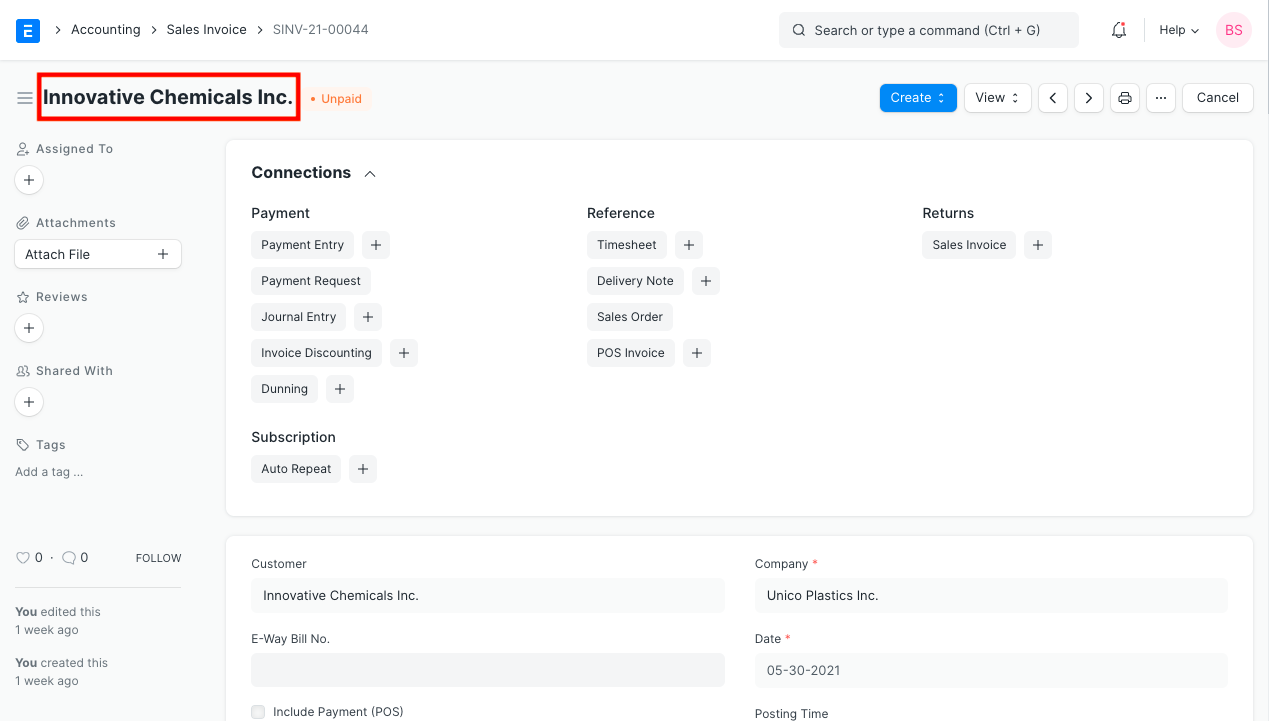 E Accounting Sales Invoice SINV-21-00044 Search or type a command (Ctrl + G) Help BS
Innovative Chemicals Inc. • Unpaid Create View ··· Cancel
Assigned To
+
Attachments
Attach File +
Reviews
+
Shared With
+
Tags
Add a tag ...
0 · 0 FOLLOW
You edited this
1 week ago
You created this
1 week ago
Connections
Payment
Payment Entry +
Payment Request
Journal Entry +
Invoice Discounting +
Dunning +
Reference
Timesheet +
Delivery Note +
Sales Order
POS Invoice +
Returns
Sales Invoice +
Subscription
Auto Repeat +
Customer
Innovative Chemicals Inc.
E-Way Bill No.
Include Payment (POS)
Company *
Unico Plastics Inc.
Date *
05-30-2021
Posting Time